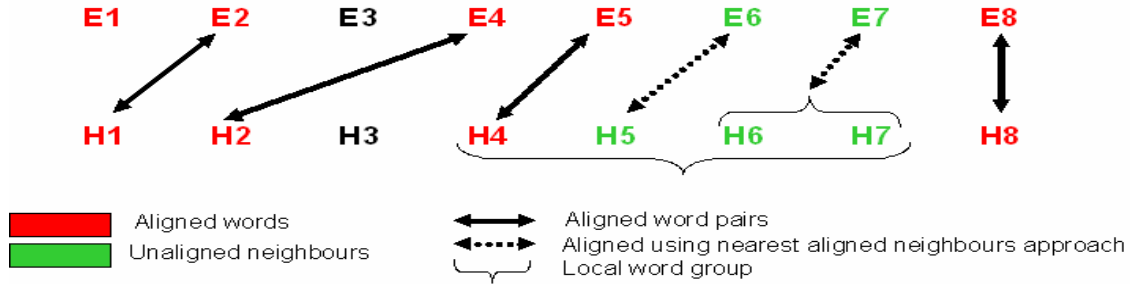 E1 E2 E3 E4 E5 E6 E7 E8
H1 H2 H3 H4 H5 H6 H7 H8
Aligned words
Unaligned neighbours
Aligned word pairs
Aligned using nearest aligned neighbours approach
Local word group